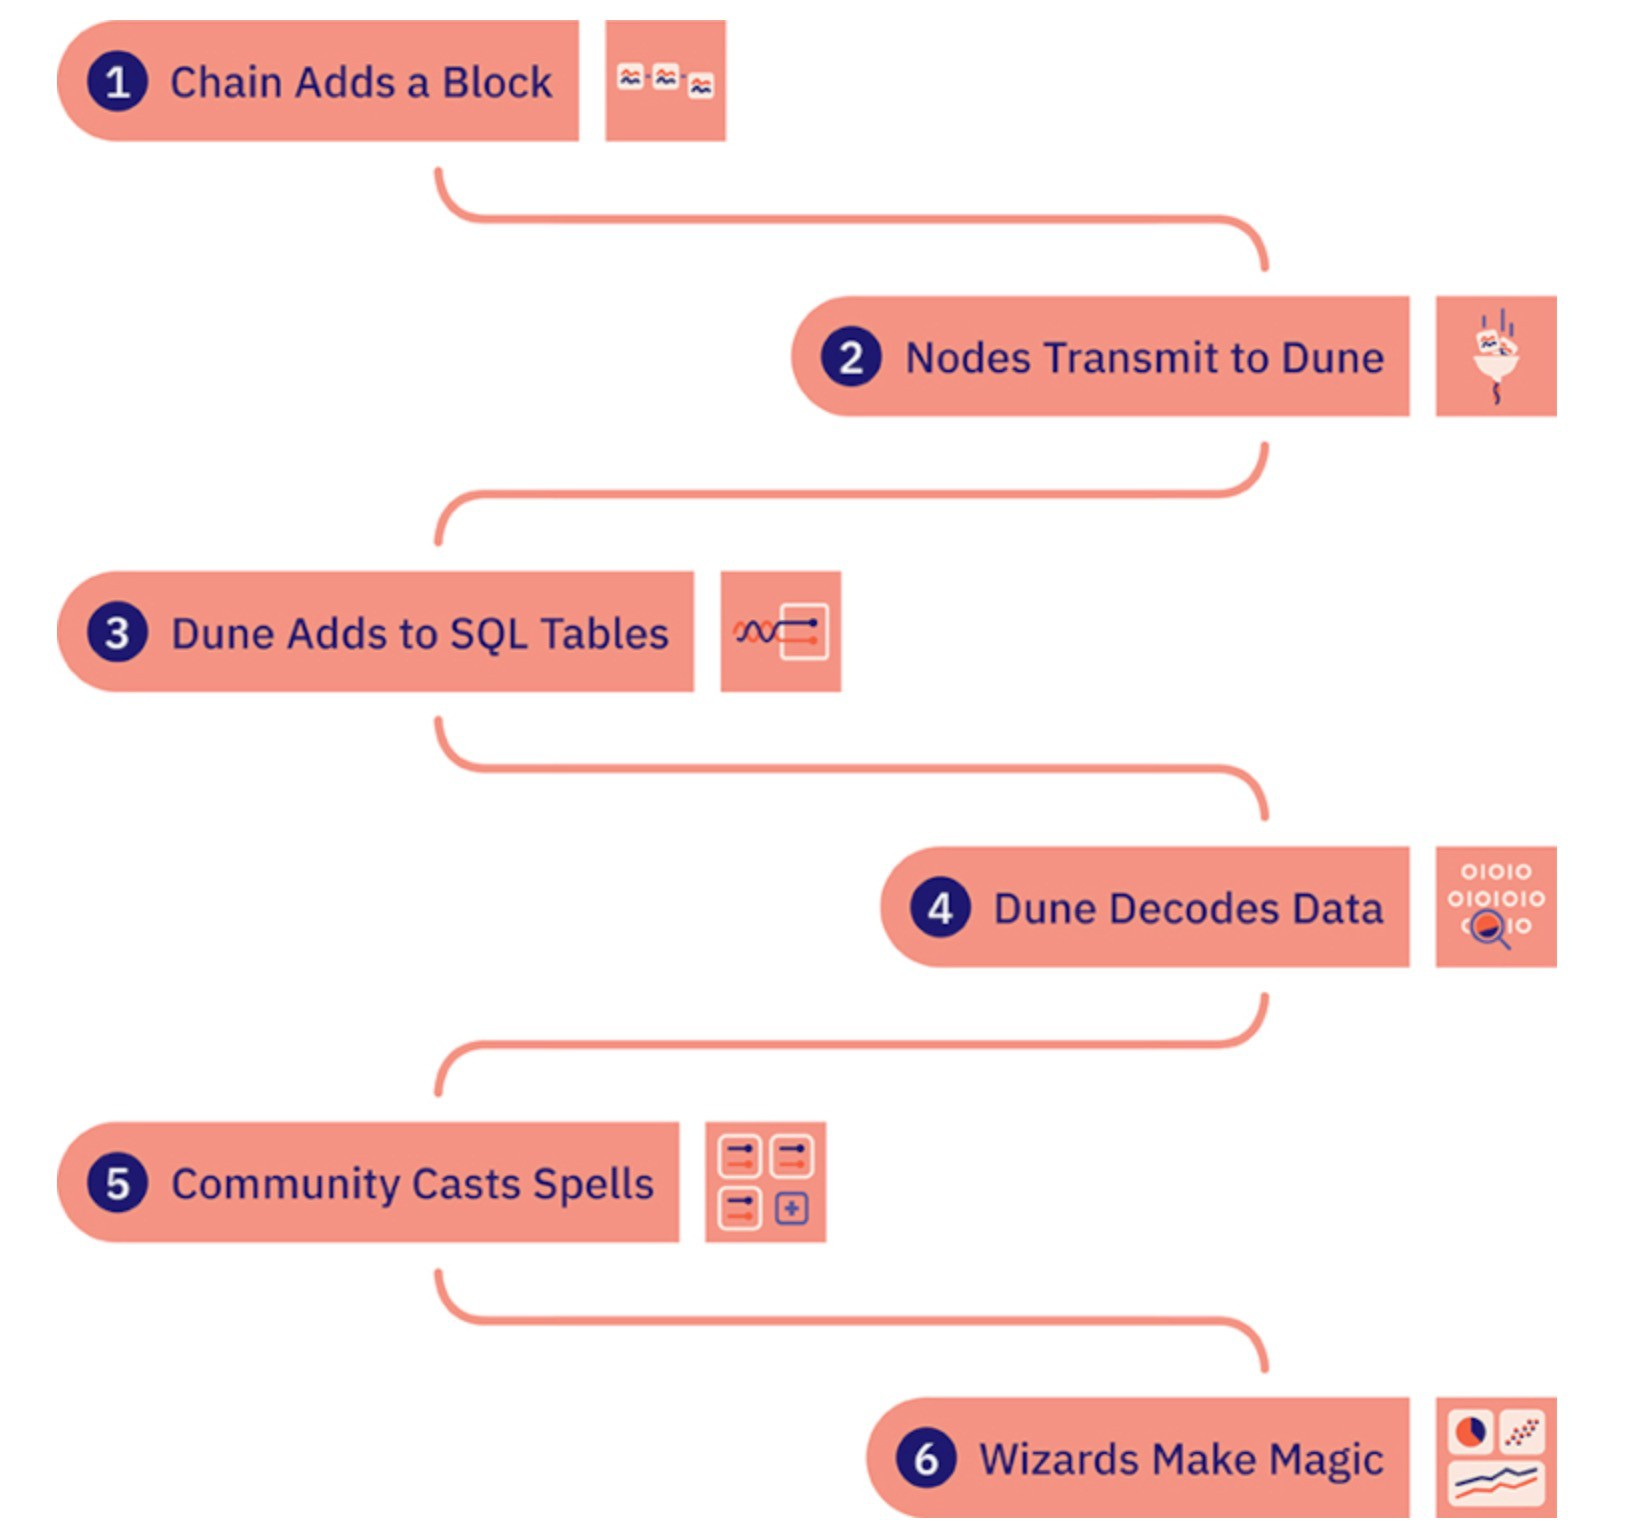 1 Chain Adds a Block
2 Nodes Transmit to Dune
3 Dune Adds to SQL Tables
4 Dune Decodes Data
01010
0101010
10
5 Community Casts Spells
6 Wizards Make Magic